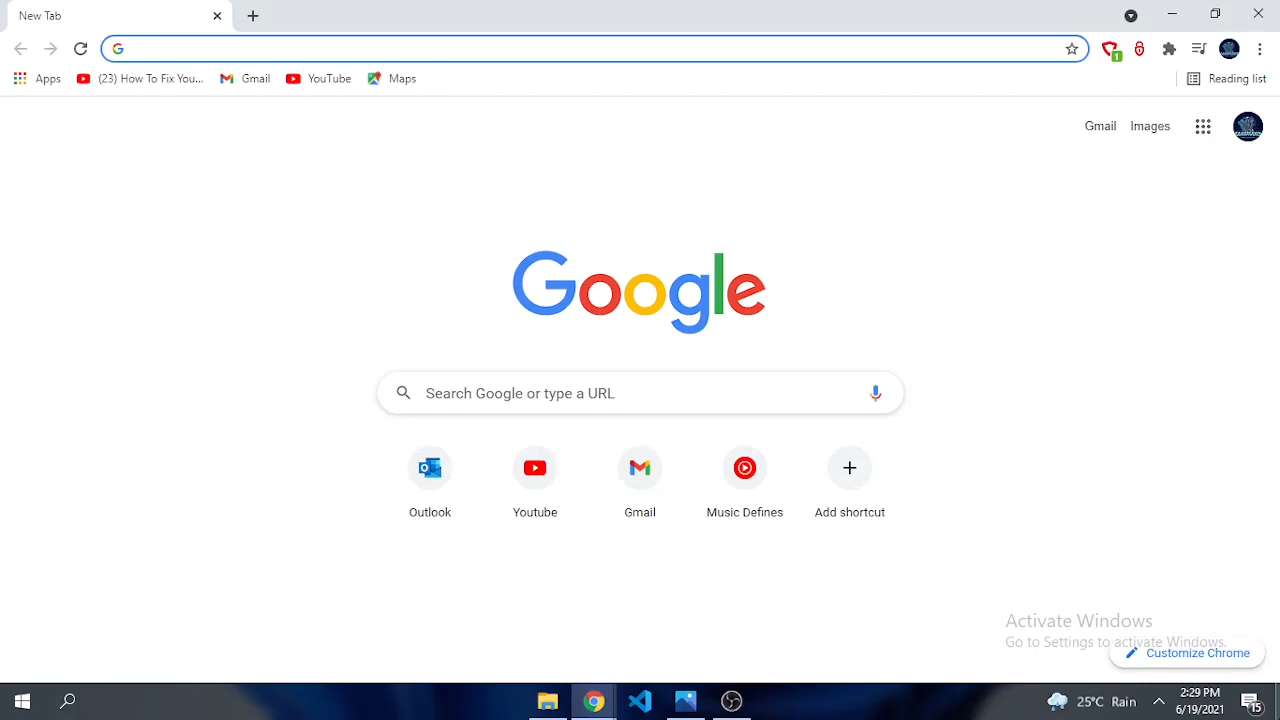 New Tab
Apps (23) How To Fix You... Gmail YouTube Maps Reading list
1
Gmail Images
Google
Search Google or type a URL
Outlook Youtube Gmail Music Defines Add shortcut
Activate Windows
Go to Settings to activate Windows.
Customize Chrome
25°C Rain
2:29 PM
6/19/2021
15